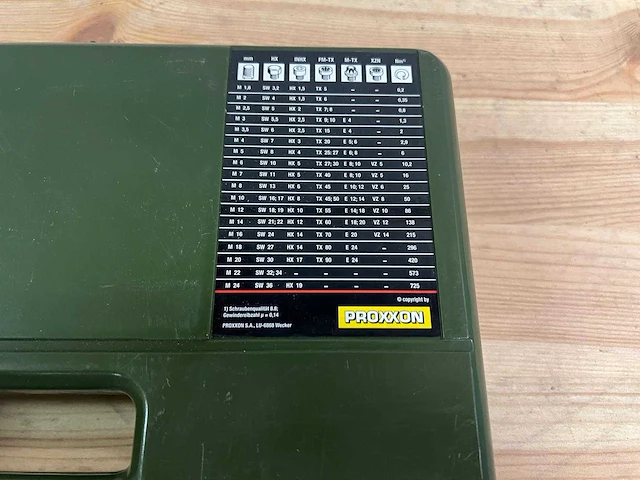 mm HX INHX FM-TX M-TX XZN Nm¹⁾
M 1,6 SW 3,2 HX 1,5 TX 5 – – 0,2
M 2 SW 4 HX 1,5 TX 6 – – 0,35
M 2,5 SW 5 HX 2 TX 7; 8 – – 0,6
M 3 SW 5,5 HX 2,5 TX 9; 10 E 4 – 1,3
M 3,5 SW 6 HX 2,5 TX 15 E 4 – 2
M 4 SW 7 HX 3 TX 20 E 5; 6 – 2,9
M 5 SW 8 HX 4 TX 25; 27 E 6; 8 – 6
M 6 SW 10 HX 5 TX 27; 30 E 8; 10 VZ 5 10,2
M 7 SW 11 HX 5 TX 40 E 8; 10 VZ 5 16
M 8 SW 13 HX 6 TX 45 E 10; 12 VZ 6 25
M 10 SW 16; 17 HX 8 TX 45; 50 E 12; 14 VZ 8 50
M 12 SW 18; 19 HX 10 TX 55 E 14; 18 VZ 10 86
M 14 SW 21; 22 HX 12 TX 60 E 18; 20 VZ 12 138
M 16 SW 24 HX 14 TX 70 E 20 VZ 14 215
M 18 SW 27 HX 14 TX 80 E 24 – 295
M 20 SW 30 HX 17 TX 90 E 24 – 420
M 22 SW 32; 34 – – – – 573
M 24 SW 36 HX 19 – – – 725
© copyright by
1) Schraubenqualität 8.8;
Gewindereibzahl µ = 0,14
PROXXON
PROXXON S.A., LU-6868 Wecker